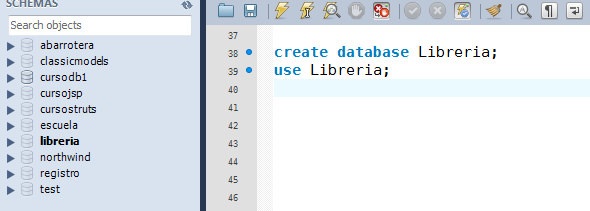 SCHEMAS
Search objects
abarrotera
classicmodels
cursodb1
cursojsp
cursostruts
escuela
libreria
northwind
registro
test
37
38 create database Libreria;
39 use Libreria;
40
41
42
43
44
45
46